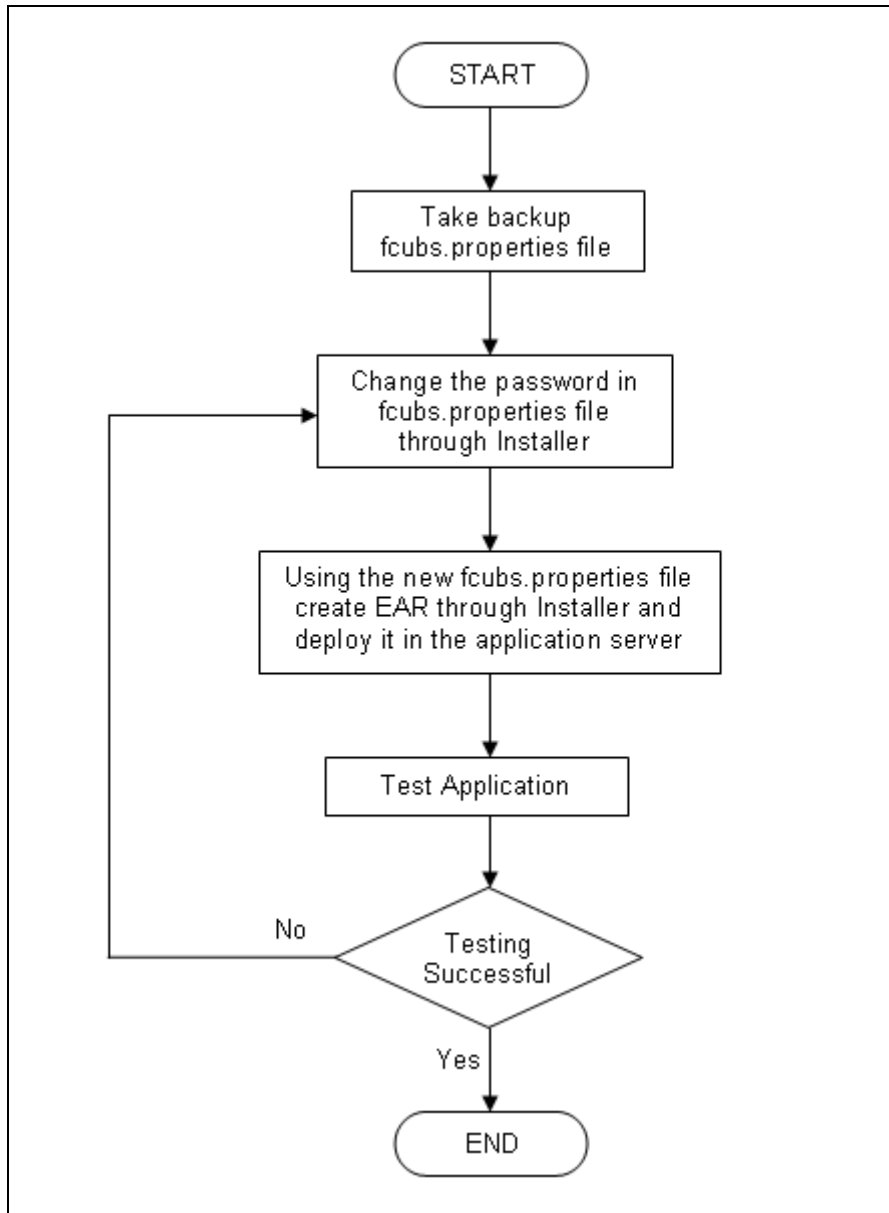 START
Take backup
fcubs.properties file
Change the password in
fcubs.properties file
through Installer
Using the new fcubs.properties file
create EAR through Installer and
deploy it in the application server
Test Application
No
Testing
Successful
Yes
END